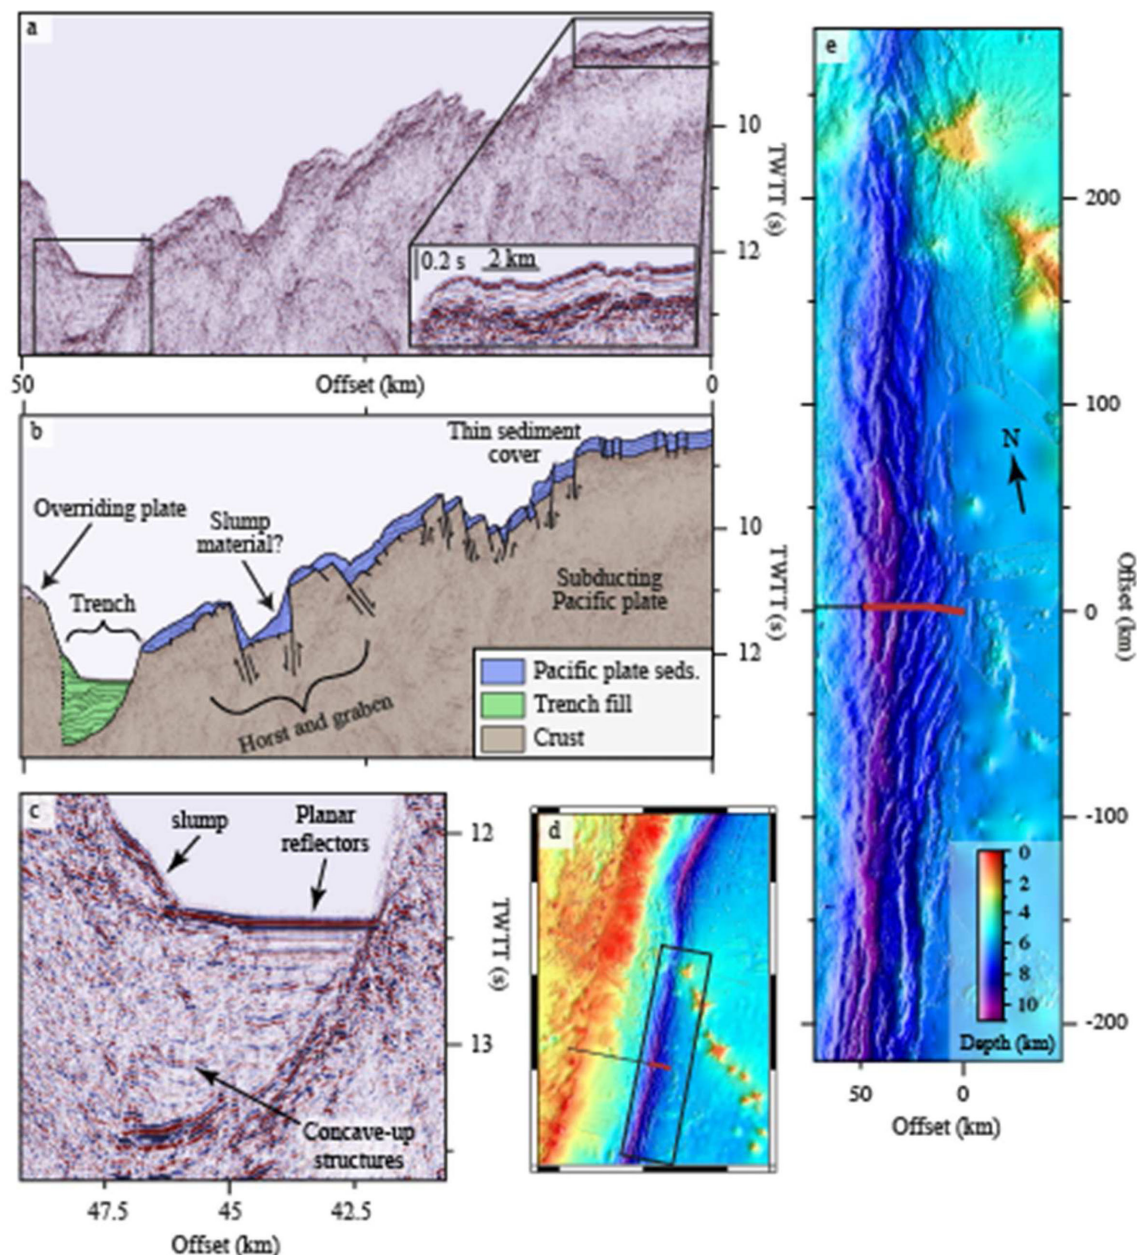 a
10
TWTT (s)
12
0.2 s 2 km
50
Offset (km)
0
b
Thin sediment
cover
Overriding plate
Slump
material?
Trench
10
Subducting
Pacific plate
TWTT (s)
12
Horst and graben
Pacific plate seds.
Trench fill
Crust
c
slump
Planar
reflectors
12
TWTT (s)
13
Concave-up
structures
47.5
45
42.5
Offset (km)
d
e
200
100
N
0
Offset (km)
-100
0
2
4
6
8
10
Depth (km)
-200
50
0
Offset (km)